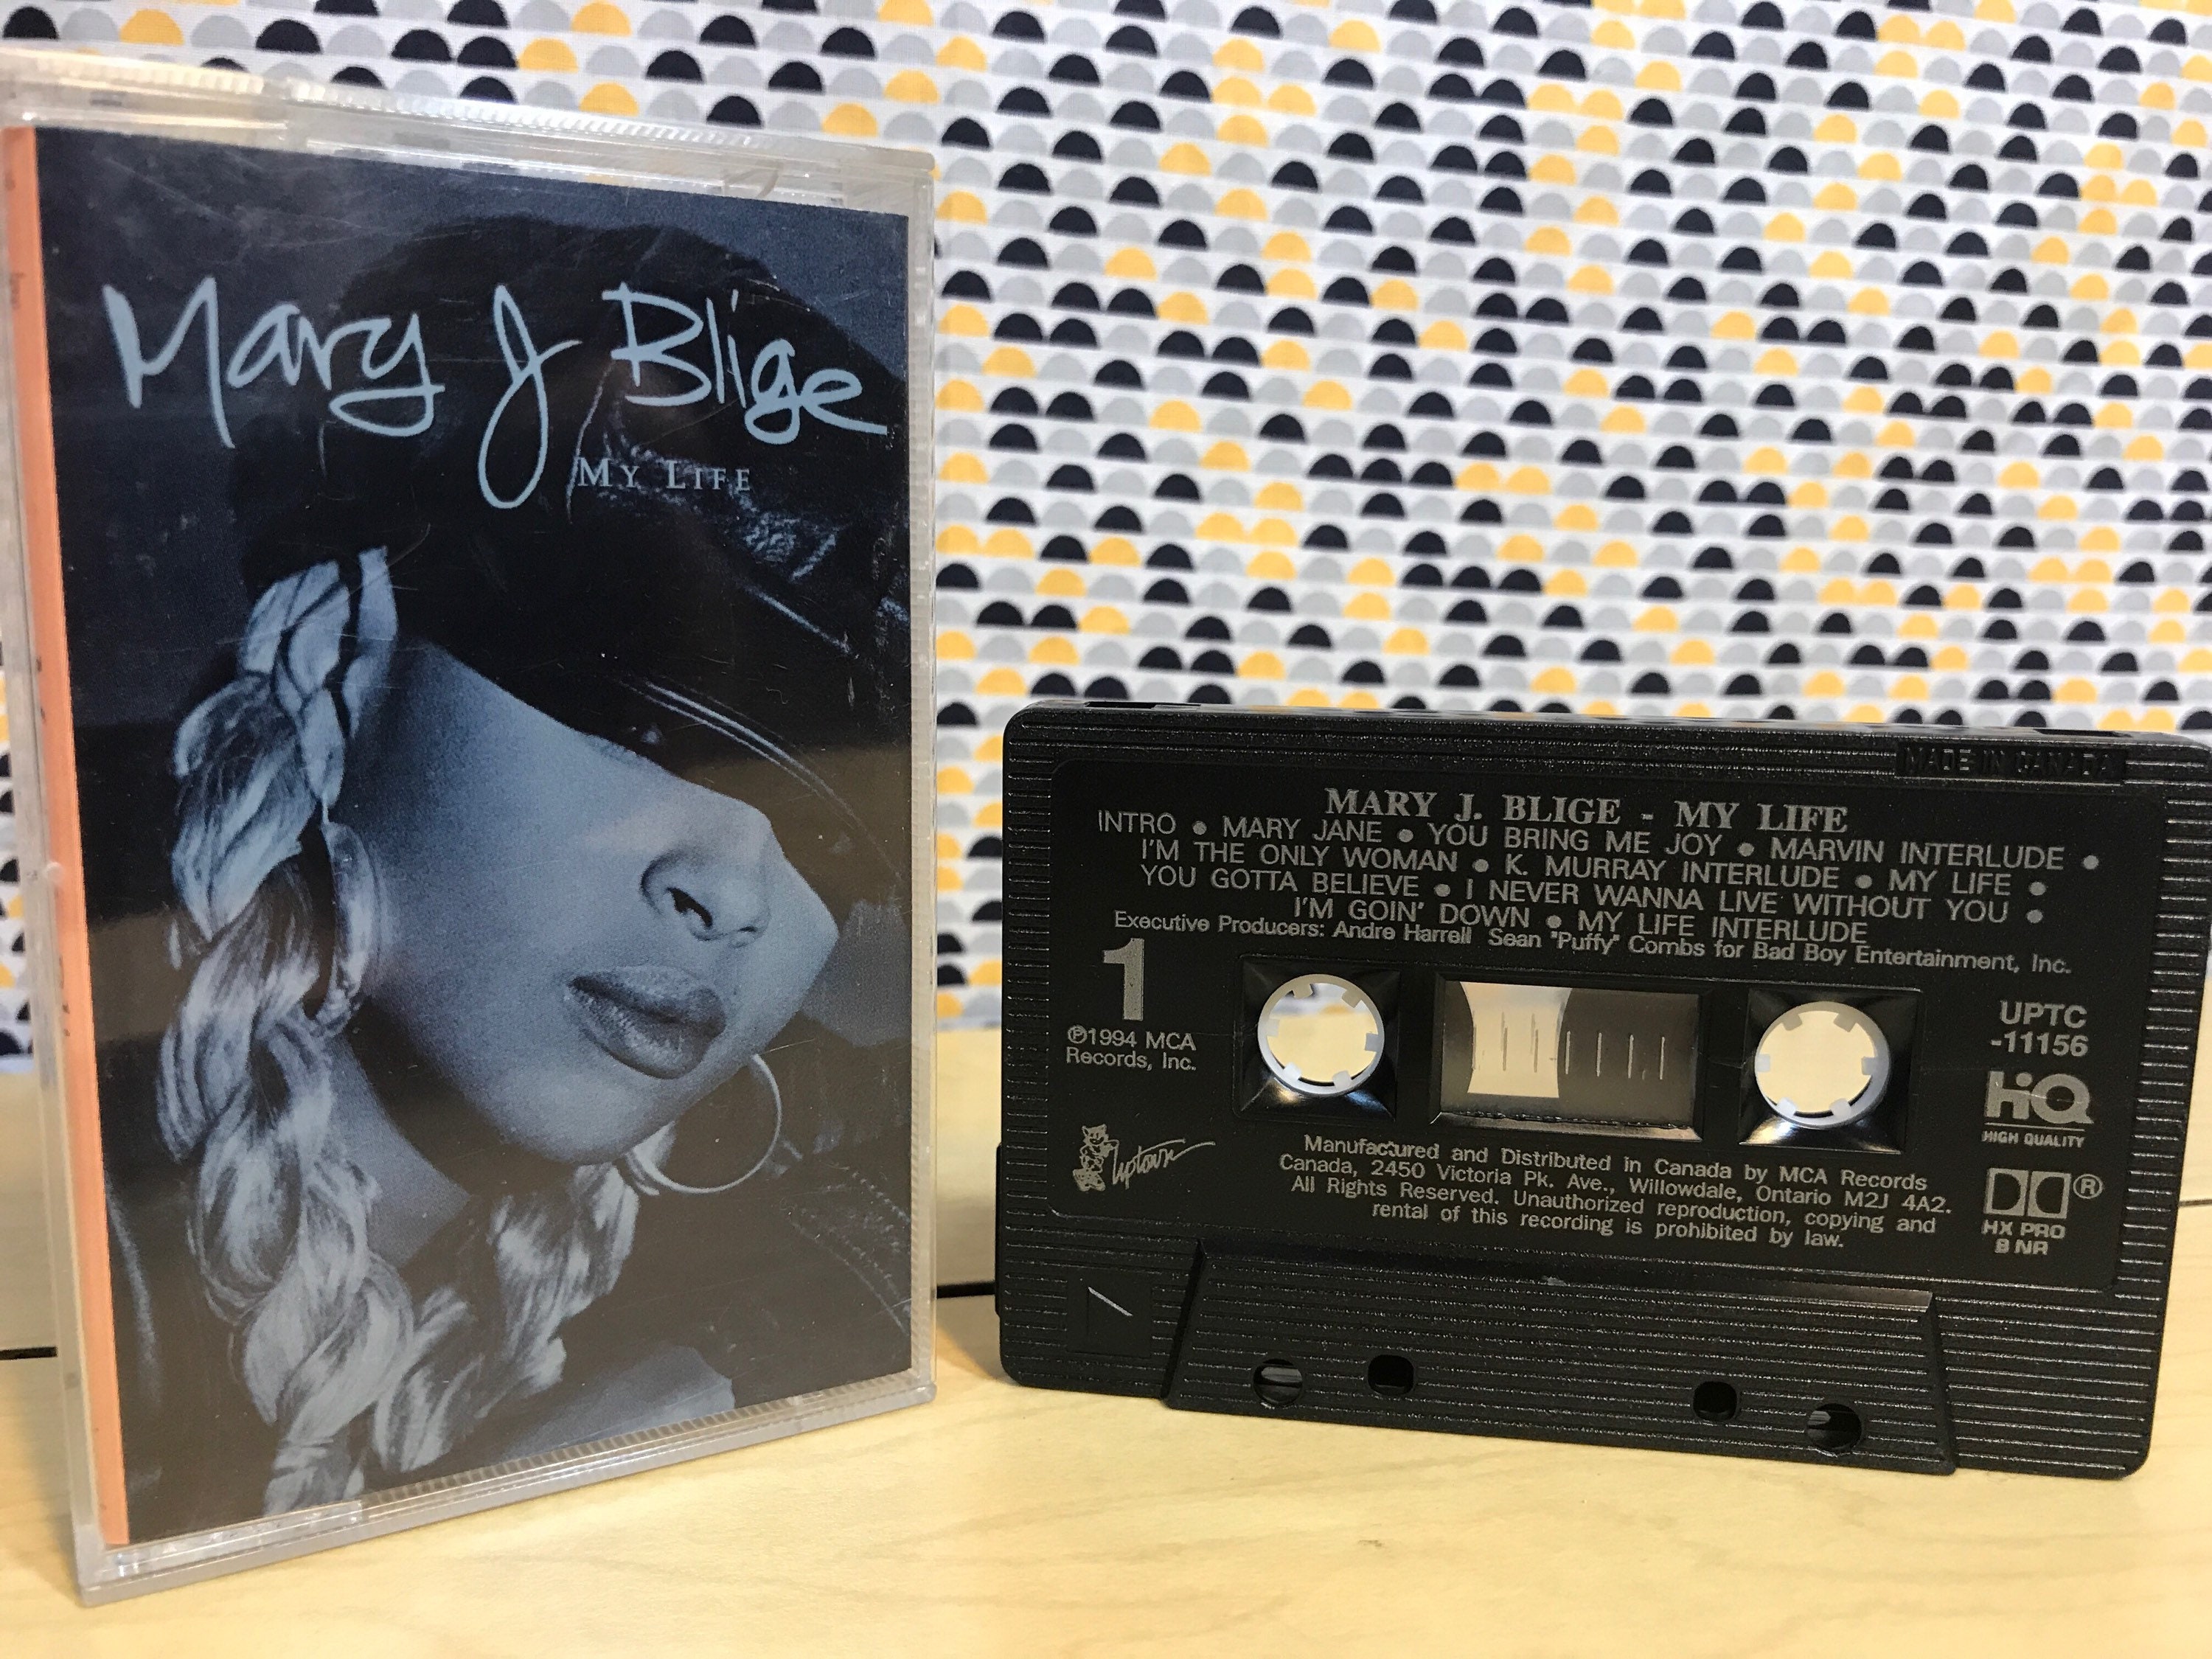 Mary J Blige
MY LIFE
MADE IN CANADA
MARY J. BLIGE - MY LIFE
INTRO • MARY JANE • YOU BRING ME JOY • MARVIN INTERLUDE •
I'M THE ONLY WOMAN • K. MURRAY INTERLUDE • MY LIFE •
YOU GOTTA BELIEVE • I NEVER WANNA LIVE WITHOUT YOU •
I'M GOIN' DOWN • MY LIFE INTERLUDE
Executive Producers: Andre Harrell Sean "Puffy" Combs for Bad Boy Entertainment, Inc.
1
℗1994 MCA
Records, Inc.
UPTC
-11156
HiQ
HIGH QUALITY
Uptown
Manufactured and Distributed in Canada by MCA Records
Canada, 2450 Victoria Pk. Ave., Willowdale, Ontario M2J 4A2.
All Rights Reserved. Unauthorized reproduction, copying and
rental of this recording is prohibited by law.
®
HX PRO
B NR